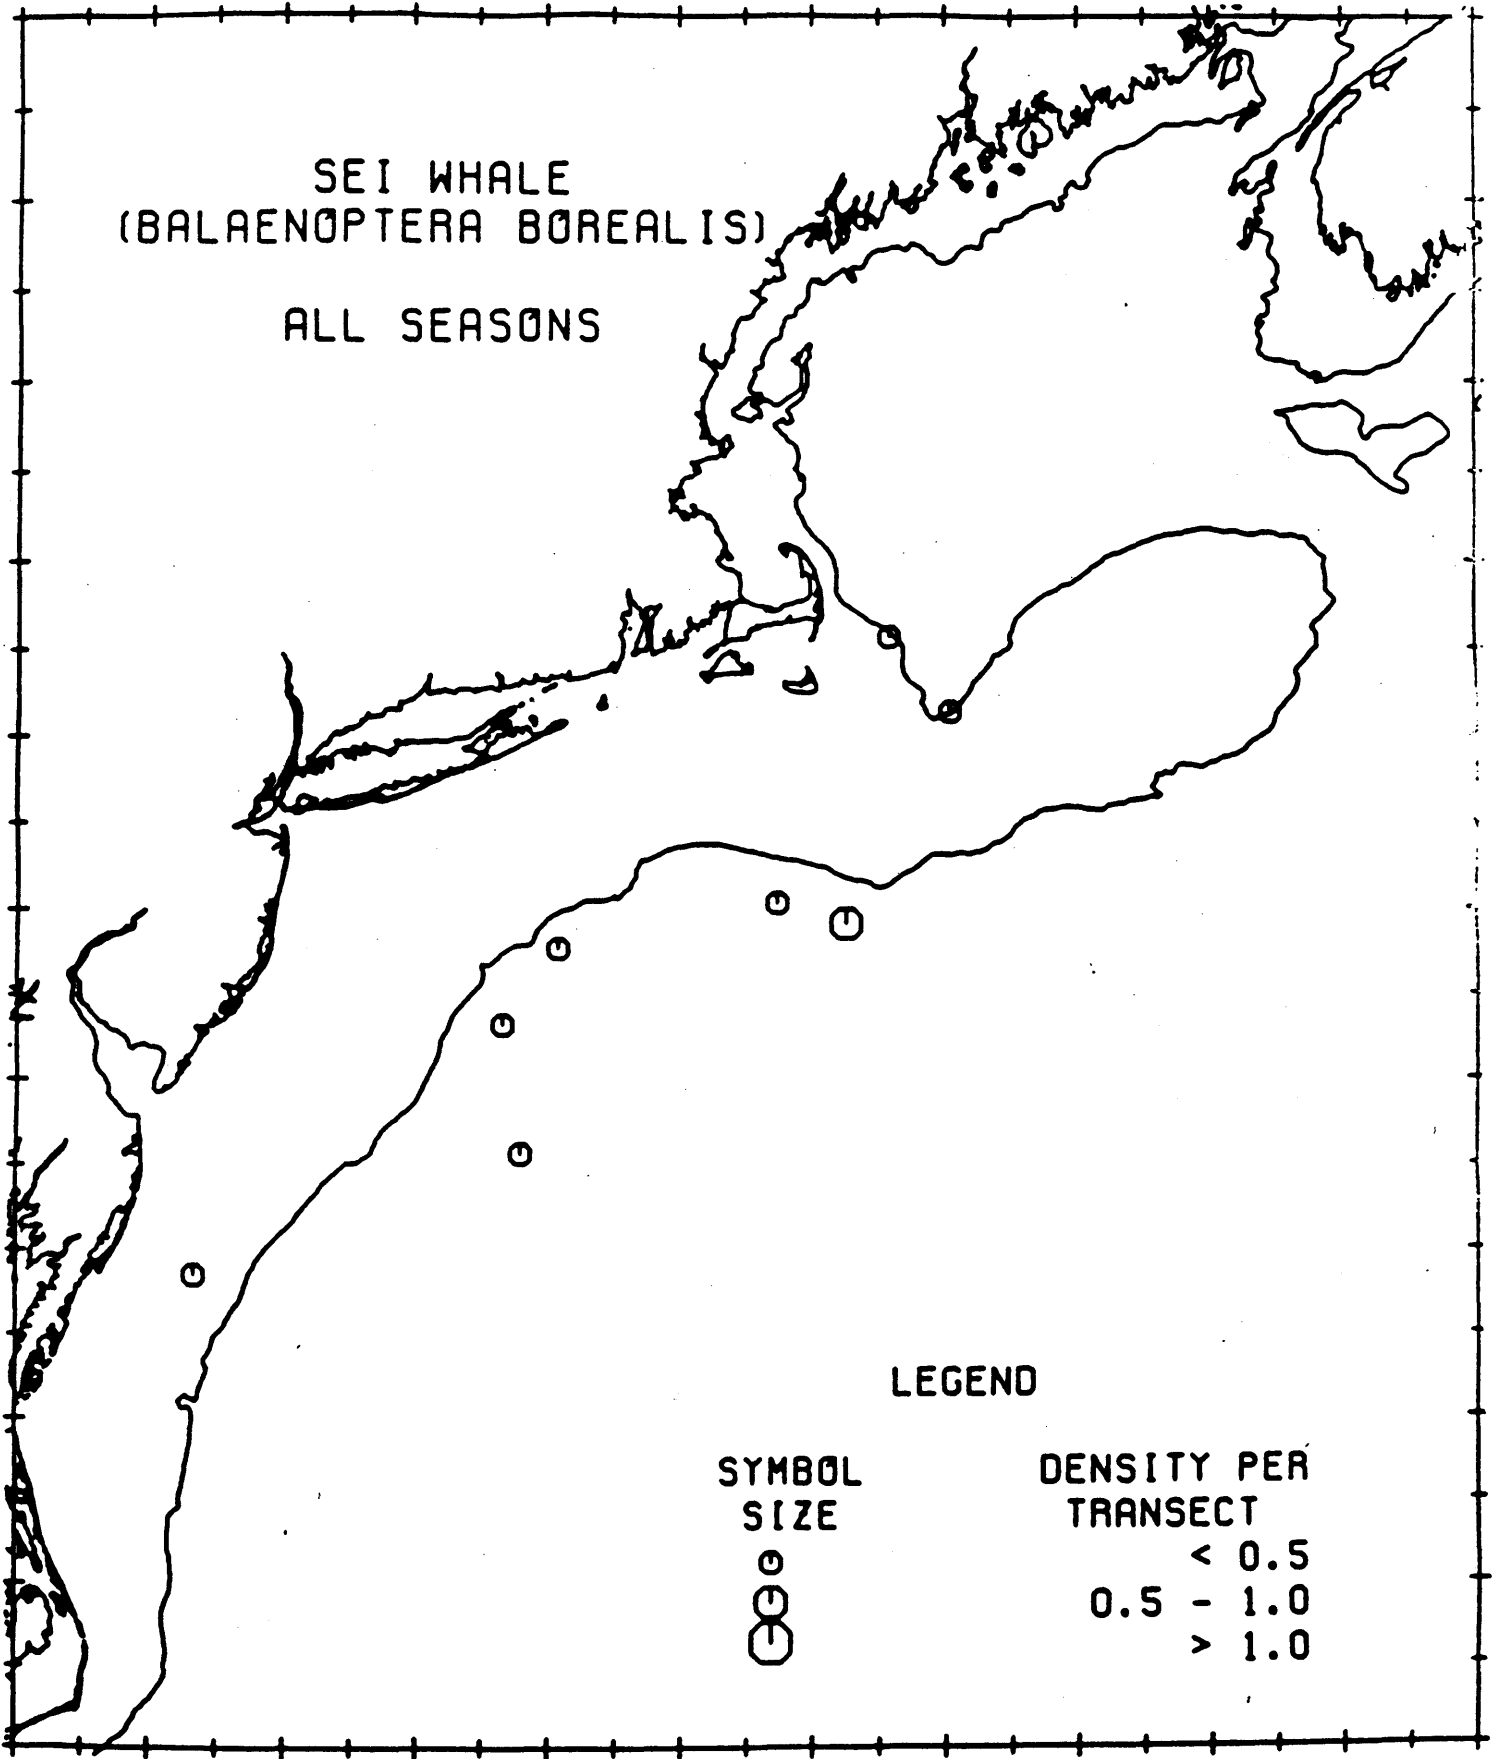 SEI WHALE
(BALAENOPTERA BOREALIS)
ALL SEASONS
LEGEND
SYMBOL SIZE
DENSITY PER TRANSECT
< 0.5
0.5 - 1.0
> 1.0